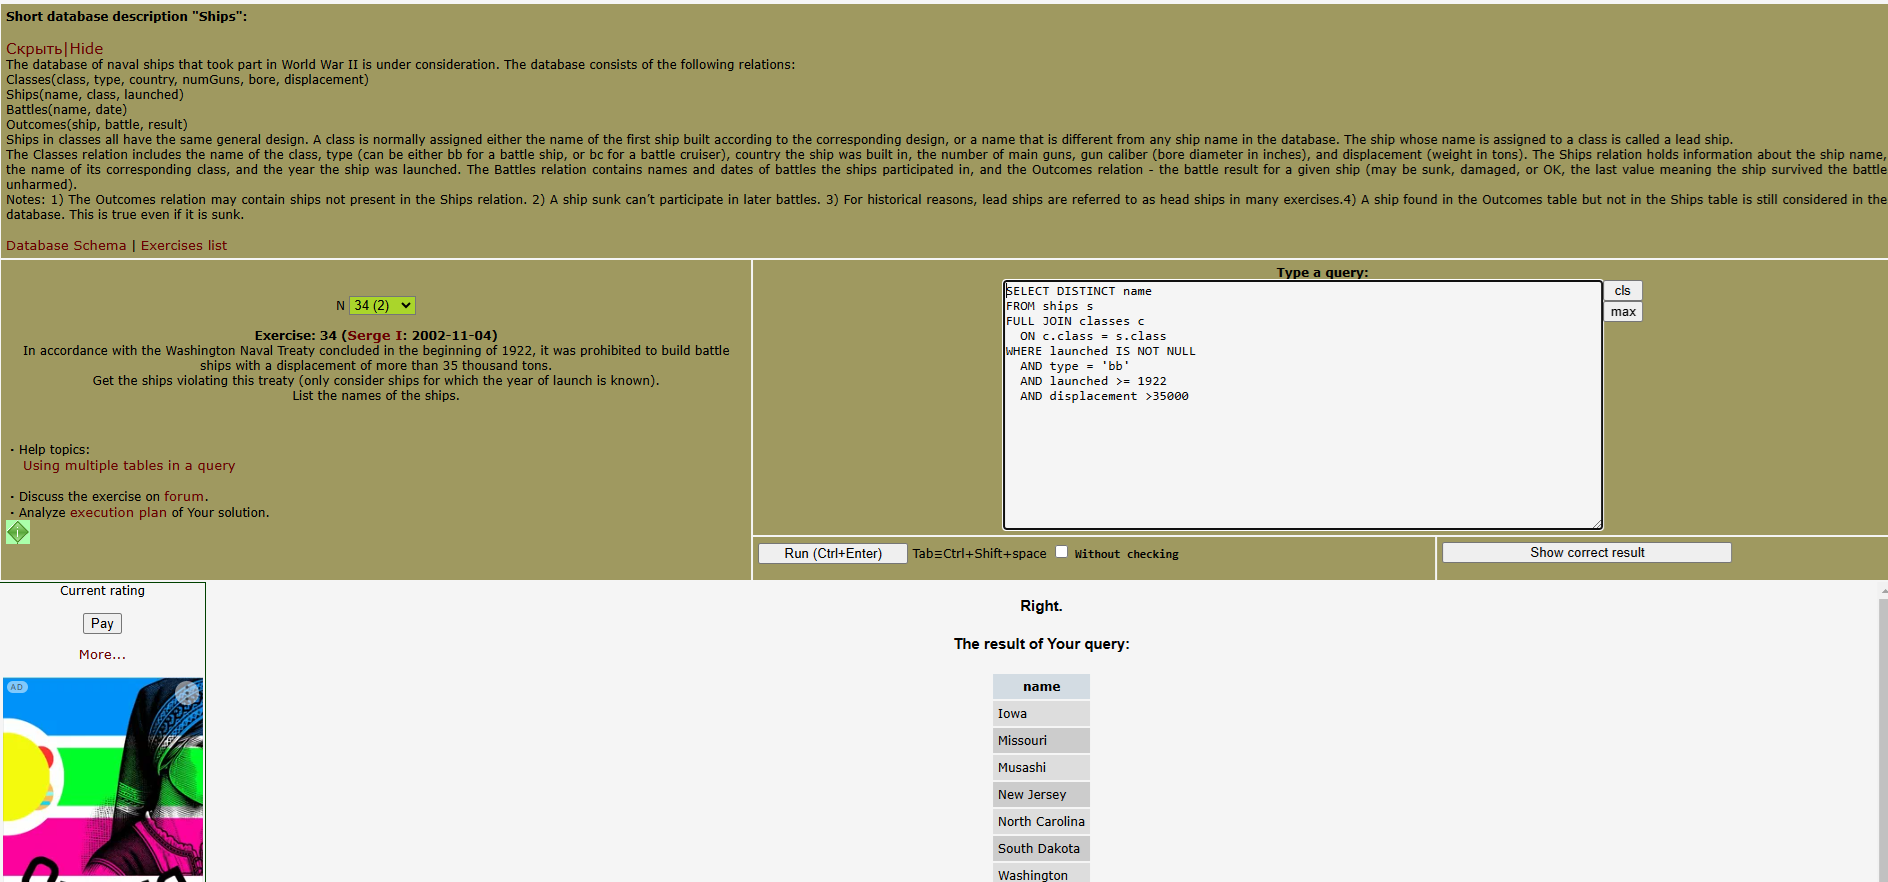 Short database description "Ships":
Скрыть|Hide
The database of naval ships that took part in World War II is under consideration. The database consists of the following relations:
Classes(class, type, country, numGuns, bore, displacement)
Ships(name, class, launched)
Battles(name, date)
Outcomes(ship, battle, result)
Ships in classes all have the same general design. A class is normally assigned either the name of the first ship built according to the corresponding design, or a name that is different from any ship name in the database. The ship whose name is assigned to a class is called a lead ship.
The Classes relation includes the name of the class, type (can be either bb for a battle ship, or bc for a battle cruiser), country the ship was built in, the number of main guns, gun caliber (bore diameter in inches), and displacement (weight in tons). The Ships relation holds information about the ship name,
the name of its corresponding class, and the year the ship was launched. The Battles relation contains names and dates of battles the ships participated in, and the Outcomes relation - the battle result for a given ship (may be sunk, damaged, or OK, the last value meaning the ship survived the battle
unharmed).
Notes: 1) The Outcomes relation may contain ships not present in the Ships relation. 2) A ship sunk can't participate in later battles. 3) For historical reasons, lead ships are referred to as head ships in many exercises.4) A ship found in the Outcomes table but not in the Ships table is still considered in the
database. This is true even if it is sunk.
Database Schema | Exercises list
N 34 (2)
Exercise: 34 (Serge I: 2002-11-04)
In accordance with the Washington Naval Treaty concluded in the beginning of 1922, it was prohibited to build battle
ships with a displacement of more than 35 thousand tons.
Get the ships violating this treaty (only consider ships for which the year of launch is known).
List the names of the ships.
· Help topics:
Using multiple tables in a query
· Discuss the exercise on forum.
· Analyze execution plan of Your solution.
Type a query:
SELECT DISTINCT name
FROM ships s
FULL JOIN classes c
  ON c.class = s.class
WHERE launched IS NOT NULL
  AND type = 'bb'
  AND launched >= 1922
  AND displacement >35000
cls
max
Run (Ctrl+Enter) Tab≡Ctrl+Shift+space Without checking
Show correct result
Current rating
Pay
More...
AD
Right.
The result of Your query:
name
Iowa
Missouri
Musashi
New Jersey
North Carolina
South Dakota
Washington